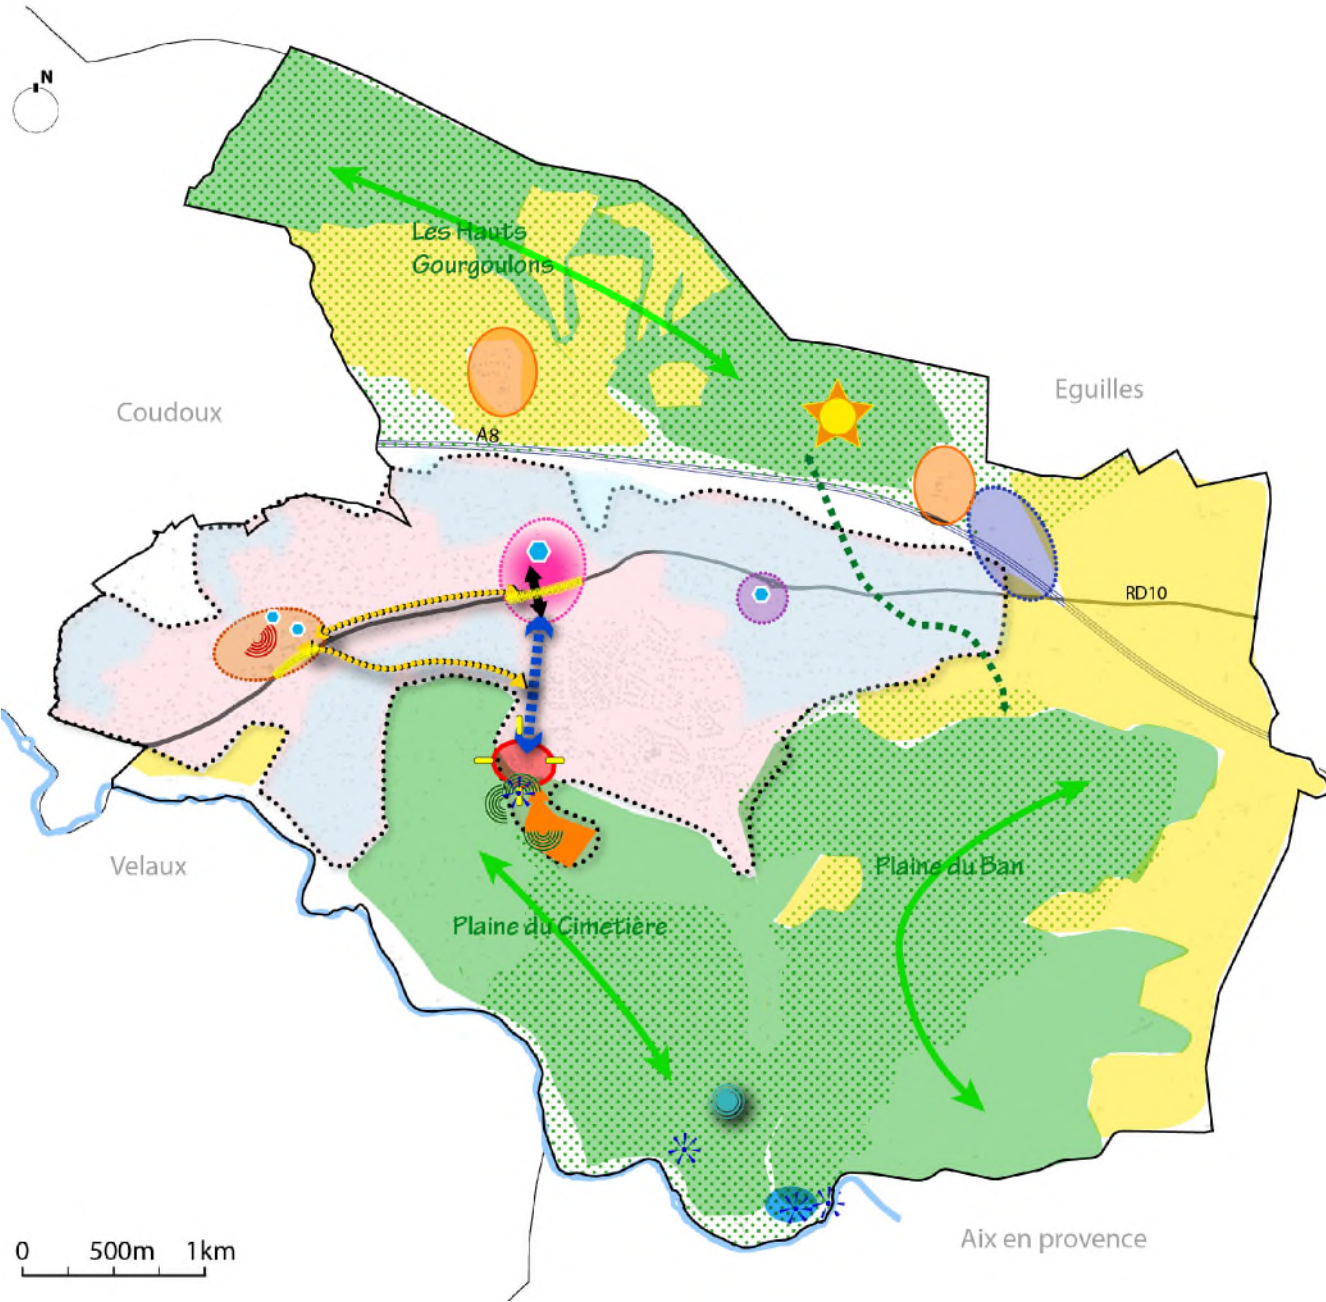 N
Les Hauts
Gourgoulons
Eguilles
Coudoux
A8
RD10
Velaux
Plaine du Ban
Plaine du Cimetière
Aix en provence
0 500m 1km